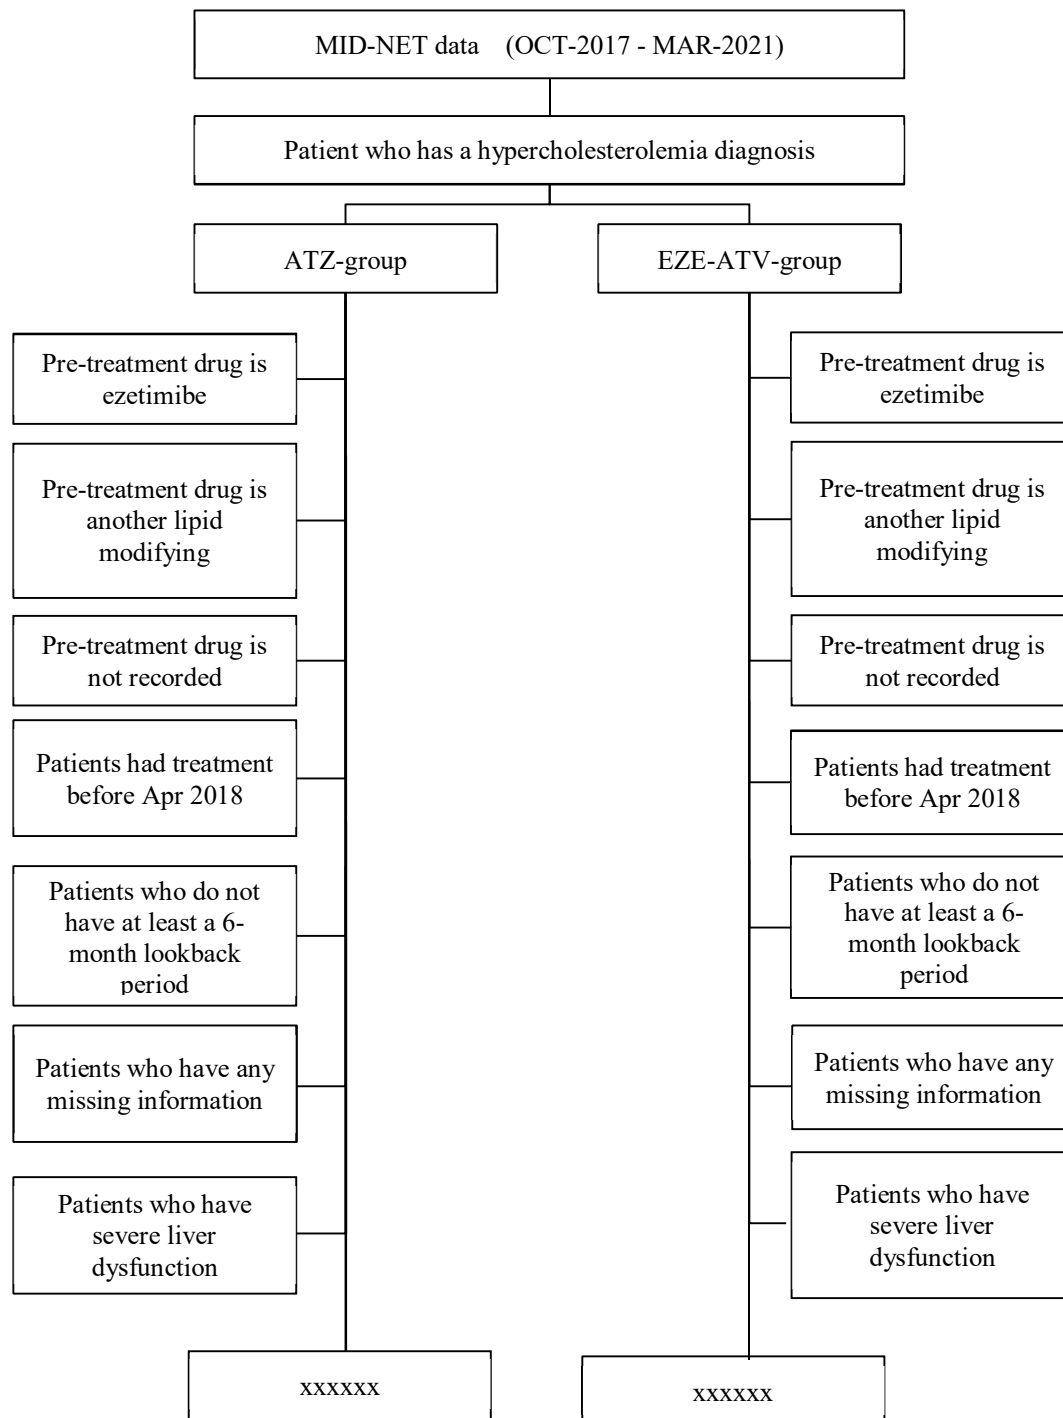 MID-NET data (OCT-2017 - MAR-2021)
Patient who has a hypercholesterolemia diagnosis
ATZ-group
EZE-ATV-group
Pre-treatment drug is
ezetimibe
Pre-treatment drug is
ezetimibe
Pre-treatment drug is
another lipid
modifying
Pre-treatment drug is
another lipid
modifying
Pre-treatment drug is
not recorded
Pre-treatment drug is
not recorded
Patients had treatment
before Apr 2018
Patients had treatment
before Apr 2018
Patients who do not
have at least a 6-
month lookback
period
Patients who do not
have at least a 6-
month lookback
period
Patients who have any
missing information
Patients who have any
missing information
Patients who have
severe liver
dysfunction
Patients who have
severe liver
dysfunction
xxxxxx
xxxxxx